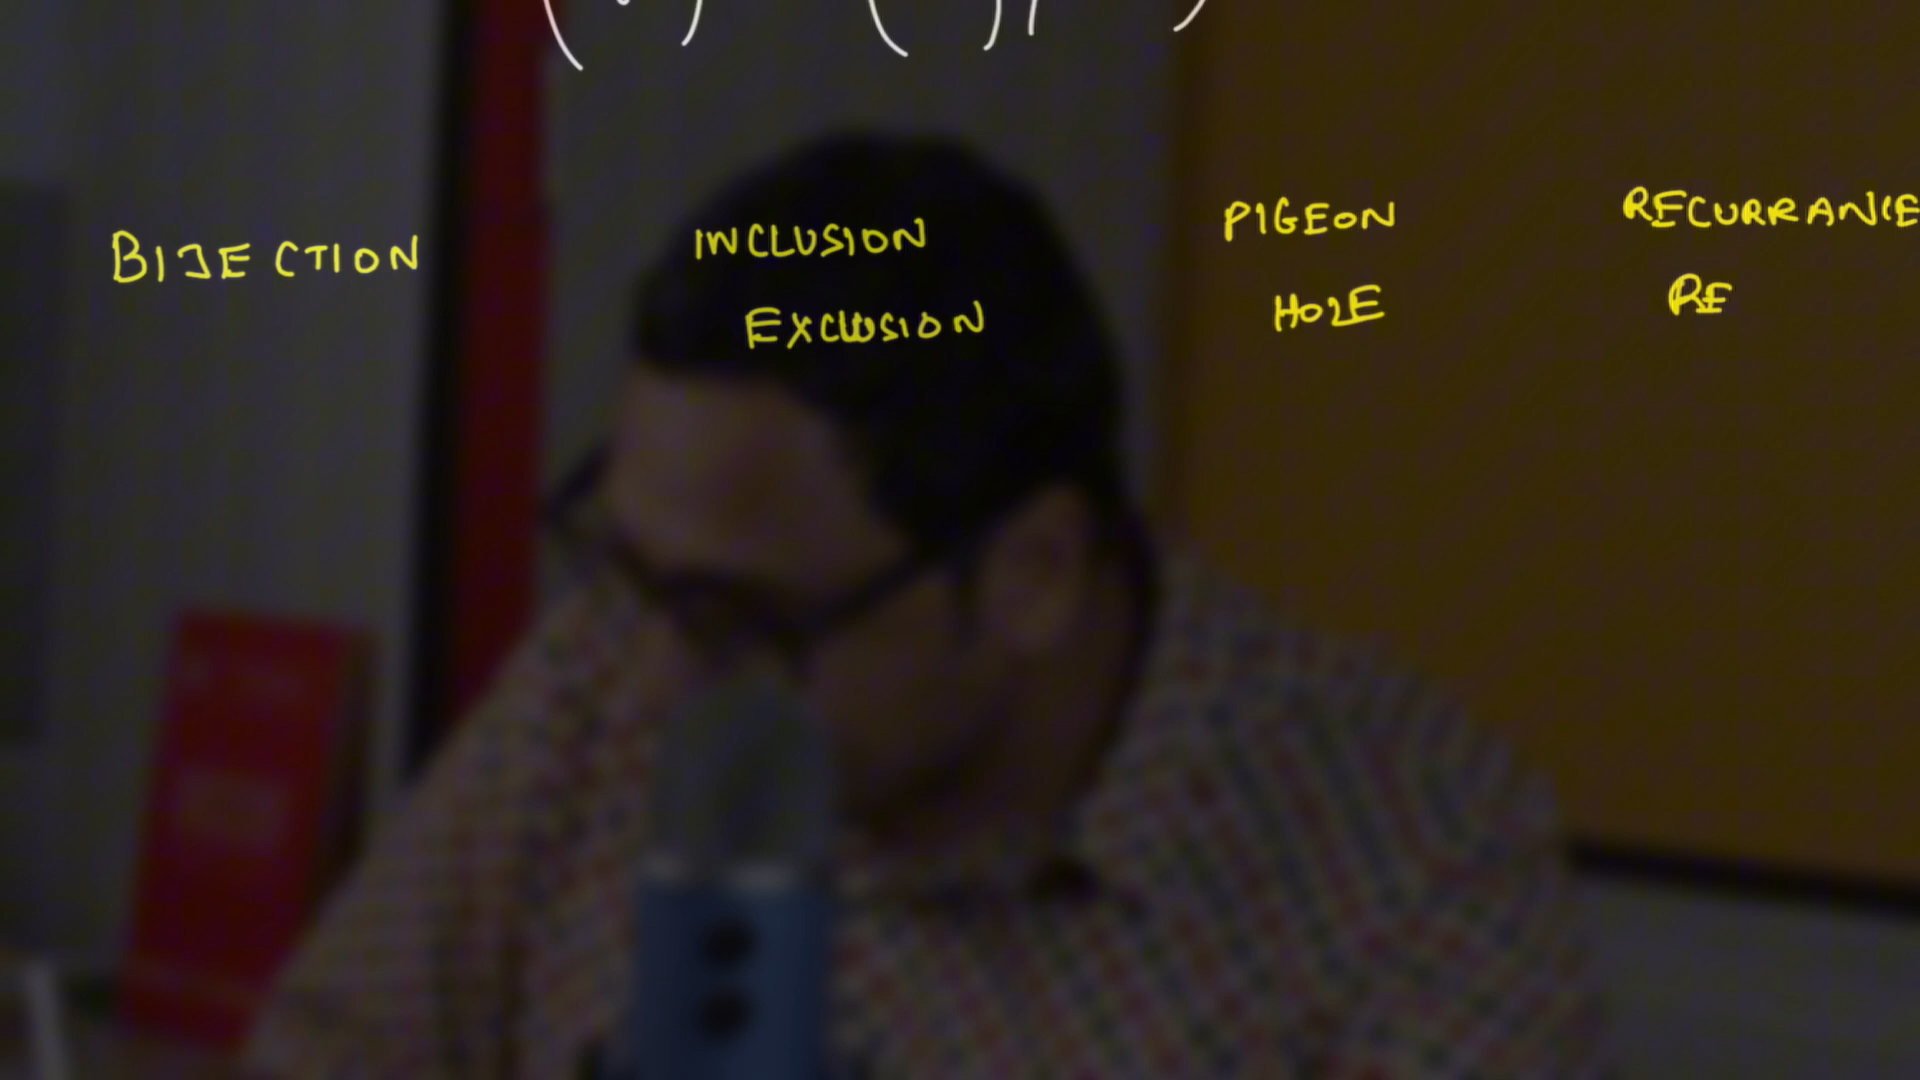 BIJECTION
INCLUSION
EXCLUSION
PIGEON
HOLE
RECURRANCE
RE